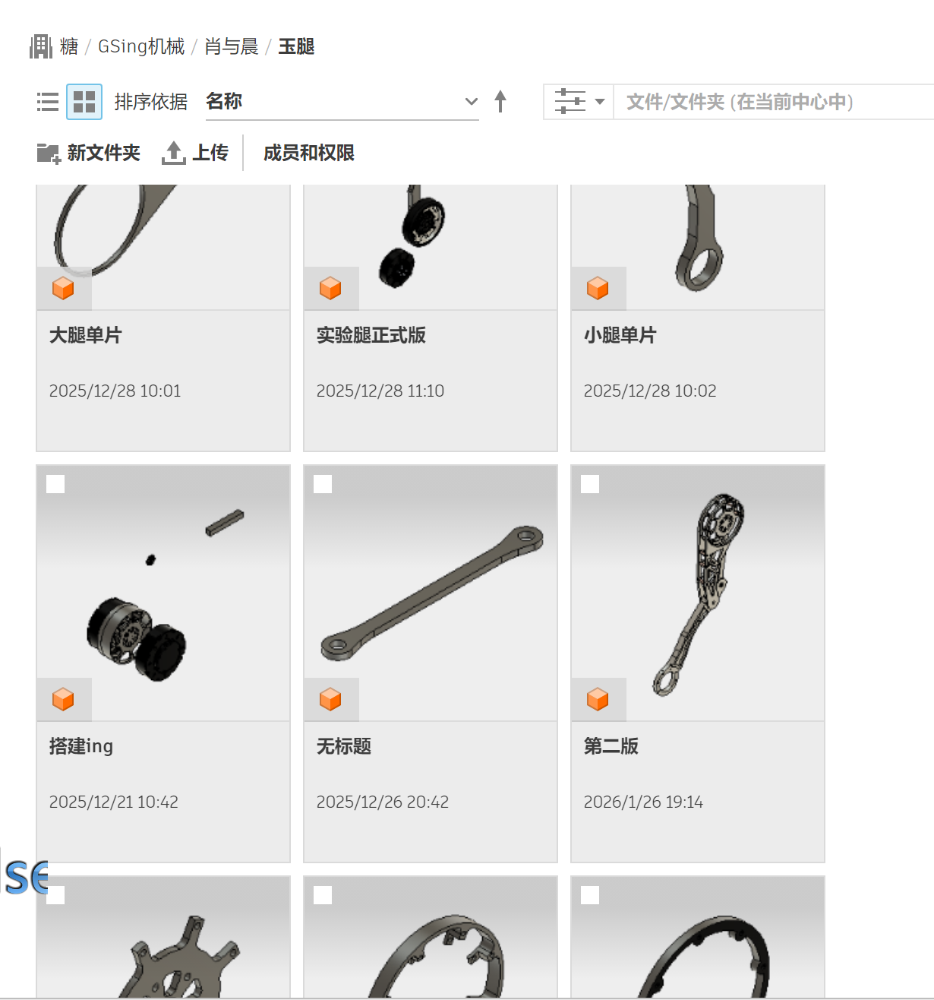 糖 / GSing机械 / 肖与晨 / 玉腿
排序依据 名称 文件/文件夹 (在当前中心中)
新文件夹 上传 成员和权限
大腿单片 实验腿正式版 小腿单片
2025/12/28 10:01 2025/12/28 11:10 2025/12/28 10:02
搭建ing 无标题 第二版
2025/12/21 10:42 2025/12/26 20:42 2026/1/26 19:14